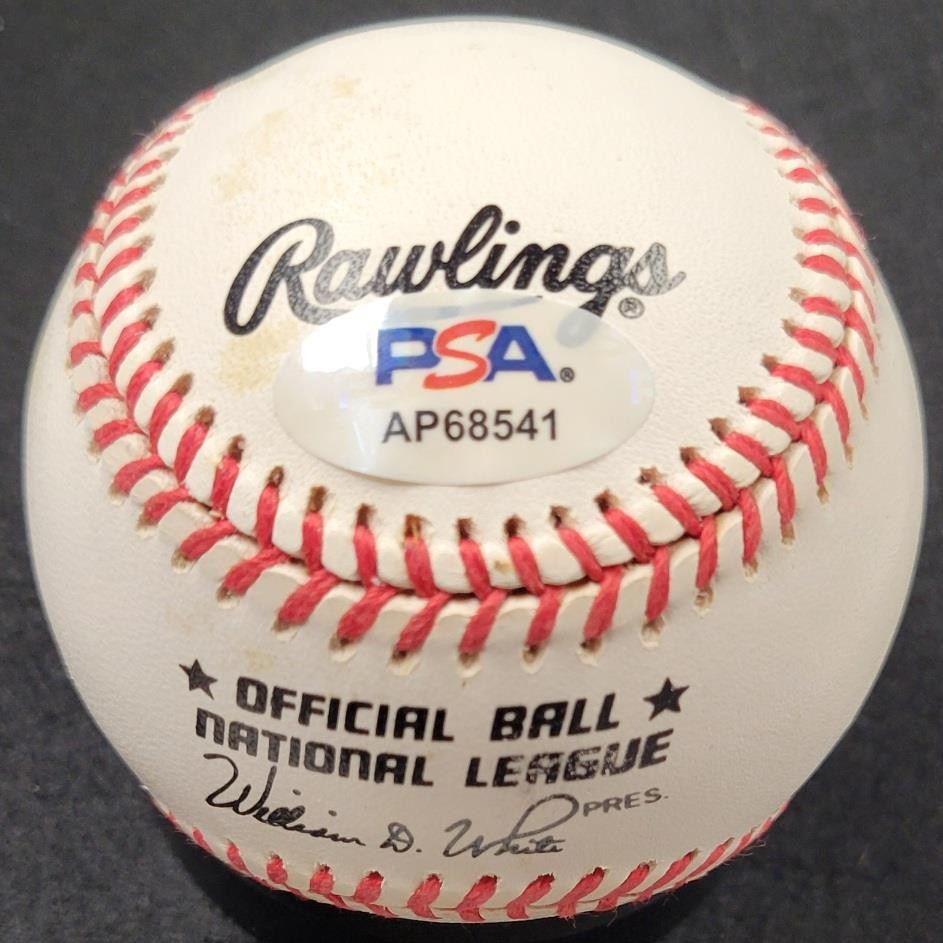 Rawlings®
PSA®
AP68541
★ OFFICIAL BALL ★
NATIONAL LEAGUE
William D. White PRES.